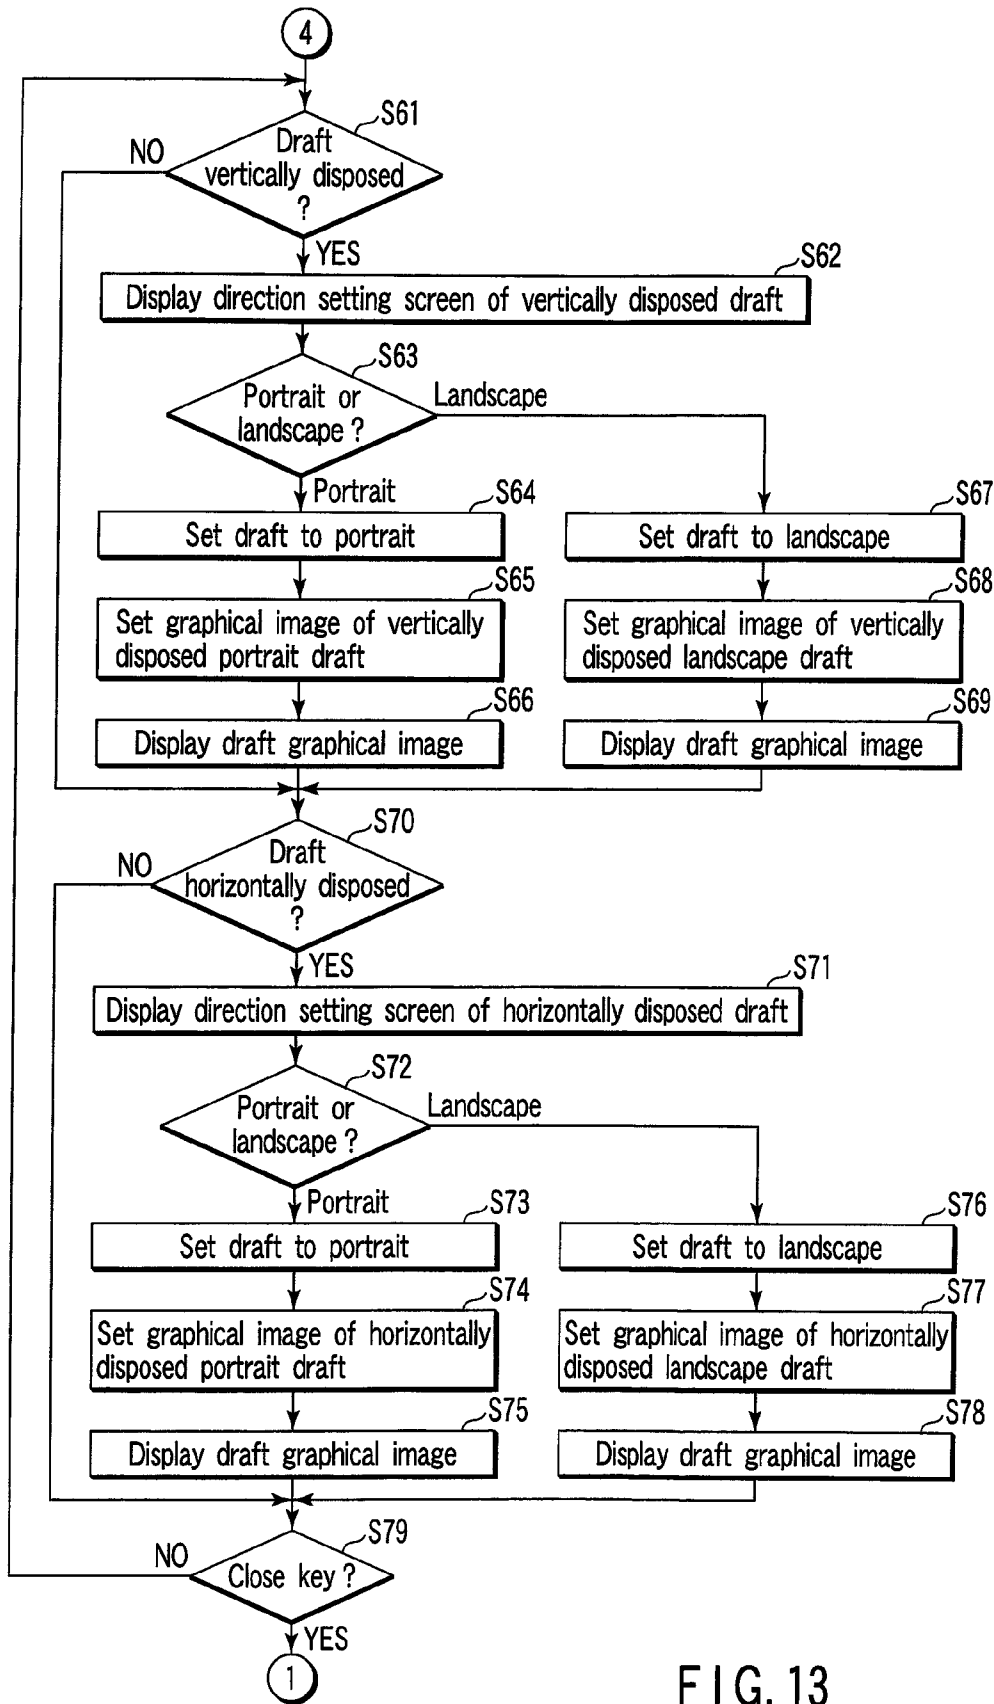 4
S61
Draft
vertically disposed
?
NO
YES
S62
Display direction setting screen of vertically disposed draft
S63
Portrait or
landscape ?
Landscape
Portrait
S64
Set draft to portrait
S67
Set draft to landscape
S65
Set graphical image of vertically
disposed portrait draft
S68
Set graphical image of vertically
disposed landscape draft
S66
Display draft graphical image
S69
Display draft graphical image
S70
Draft
horizontally disposed
?
NO
YES
S71
Display direction setting screen of horizontally disposed draft
S72
Portrait or
landscape ?
Landscape
Portrait
S73
Set draft to portrait
S76
Set draft to landscape
S74
Set graphical image of horizontally
disposed portrait draft
S77
Set graphical image of horizontally
disposed landscape draft
S75
Display draft graphical image
S78
Display draft graphical image
S79
Close key ?
NO
YES
1
FIG. 13